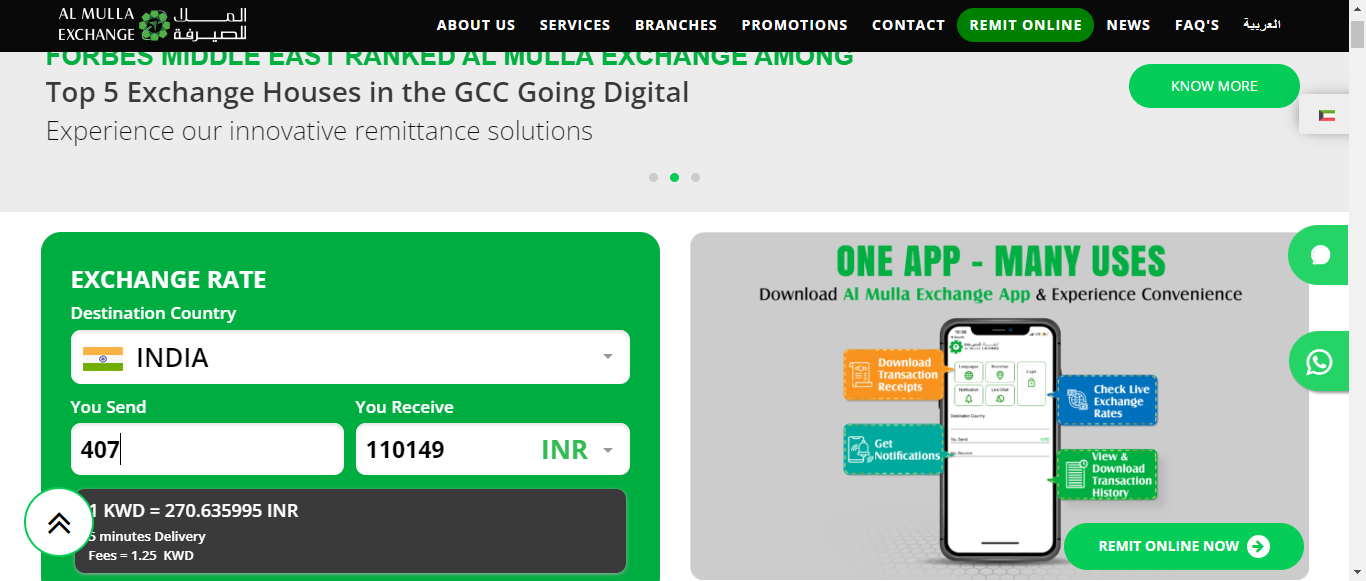 AL MULLA
EXCHANGE
المـــلا
للصيرفة
ABOUT US
SERVICES
BRANCHES
PROMOTIONS
CONTACT
REMIT ONLINE
NEWS
FAQ'S
العربية
FORBES MIDDLE EAST RANKED AL MULLA EXCHANGE AMONG
Top 5 Exchange Houses in the GCC Going Digital
Experience our innovative remittance solutions
KNOW MORE
EXCHANGE RATE
Destination Country
INDIA
You Send
You Receive
407
110149 INR
1 KWD = 270.635995 INR
5 minutes Delivery
Fees = 1.25 KWD
ONE APP - MANY USES
Download Al Mulla Exchange App & Experience Convenience
Download
Transaction
Receipts
Get
Notifications
Check Live
Exchange
Rates
View &
Download
Transaction
History
Languages
Branches
Login
Notification
Live Chat
Destination Country
You Send
You Receive
REMIT ONLINE NOW